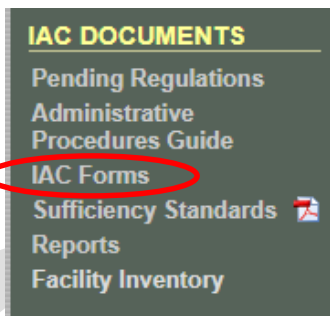 IAC DOCUMENTS
Pending Regulations
Administrative
Procedures Guide
IAC Forms
Sufficiency Standards
Reports
Facility Inventory